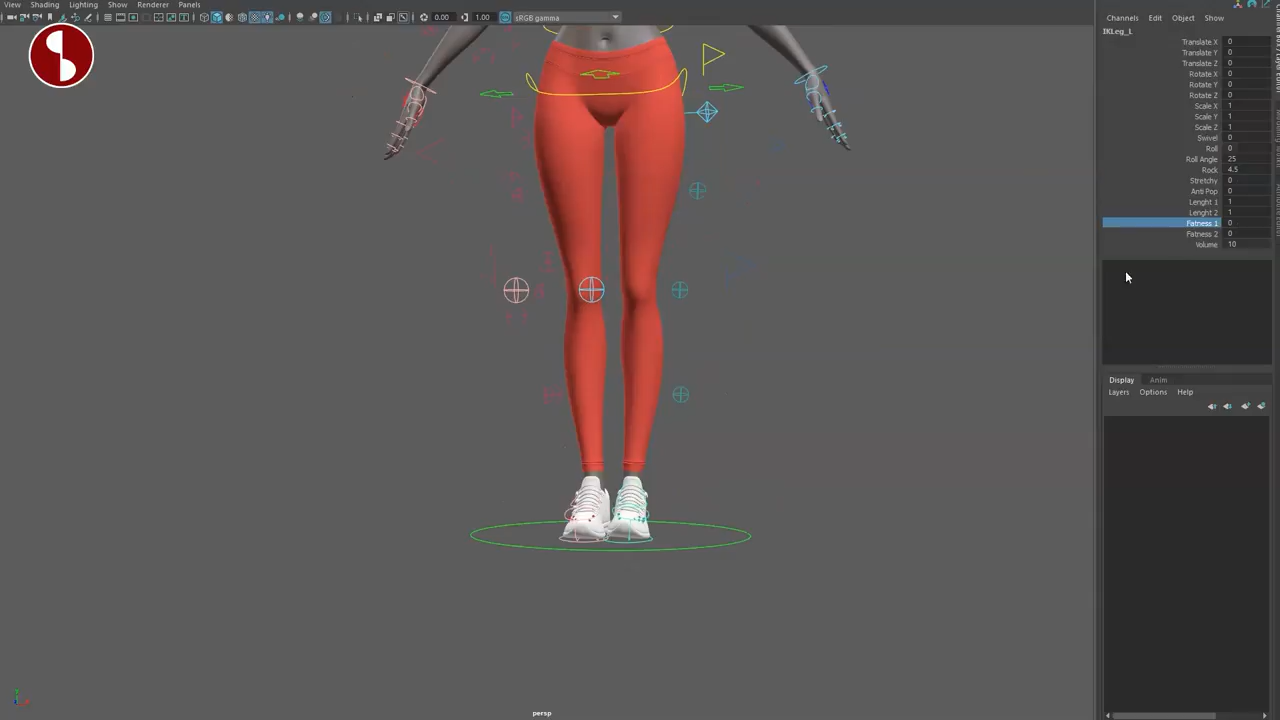 View Shading Lighting Show Renderer Panels
0.00 1.00 sRGB gamma
Channels Edit Object Show
IKLeg_L
Translate X 0
Translate Y 0
Translate Z 0
Rotate X 0
Rotate Y 0
Rotate Z 0
Scale X 1
Scale Y 1
Scale Z 1
Swivel 0
Roll 0
Roll Angle 25
Rock 4.5
Stretchy 0
Anti Pop 0
Lenght 1 1
Lenght 2 1
Fatness 1 0
Fatness 2 0
Volume 10
Display Anim
Layers Options Help
persp